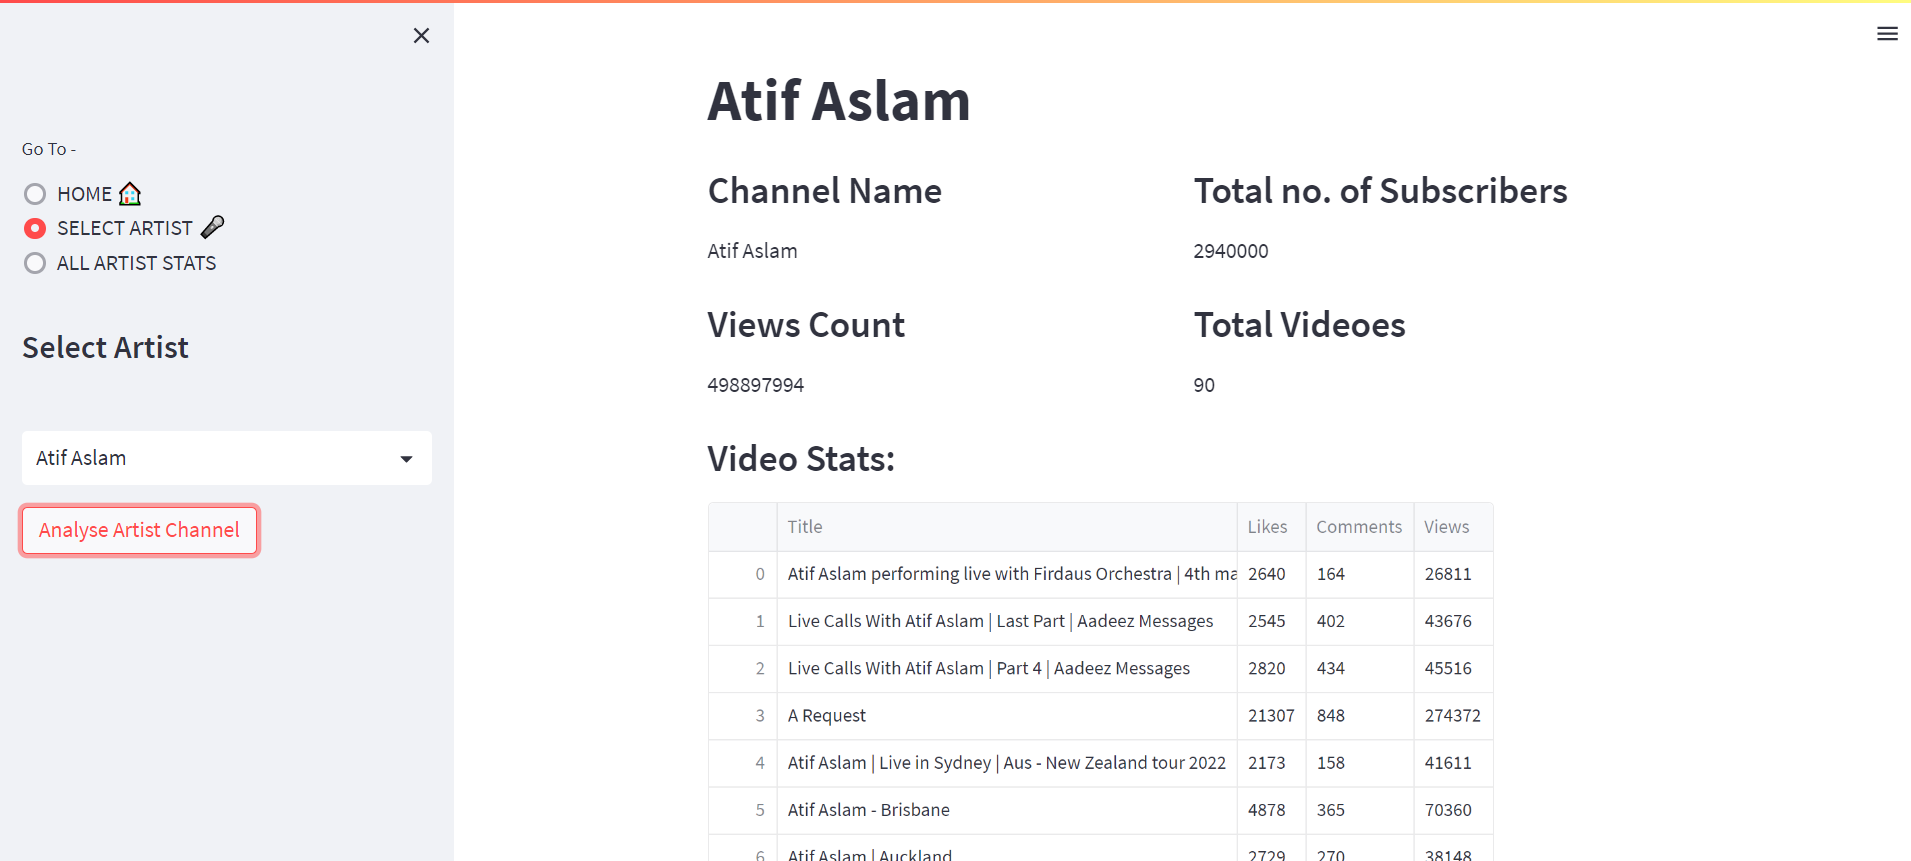 Go To -
HOME
SELECT ARTIST
ALL ARTIST STATS
Select Artist
Atif Aslam
Analyse Artist Channel
Atif Aslam
Channel Name
Total no. of Subscribers
Atif Aslam
2940000
Views Count
Total Videoes
498897994
90
Video Stats:
Title Likes Comments Views
0 Atif Aslam performing live with Firdaus Orchestra | 4th ma 2640 164 26811
1 Live Calls With Atif Aslam | Last Part | Aadeez Messages 2545 402 43676
2 Live Calls With Atif Aslam | Part 4 | Aadeez Messages 2820 434 45516
3 A Request 21307 848 274372
4 Atif Aslam | Live in Sydney | Aus - New Zealand tour 2022 2173 158 41611
5 Atif Aslam - Brisbane 4878 365 70360
6 Atif Aslam | Auckland 2729 270 38148